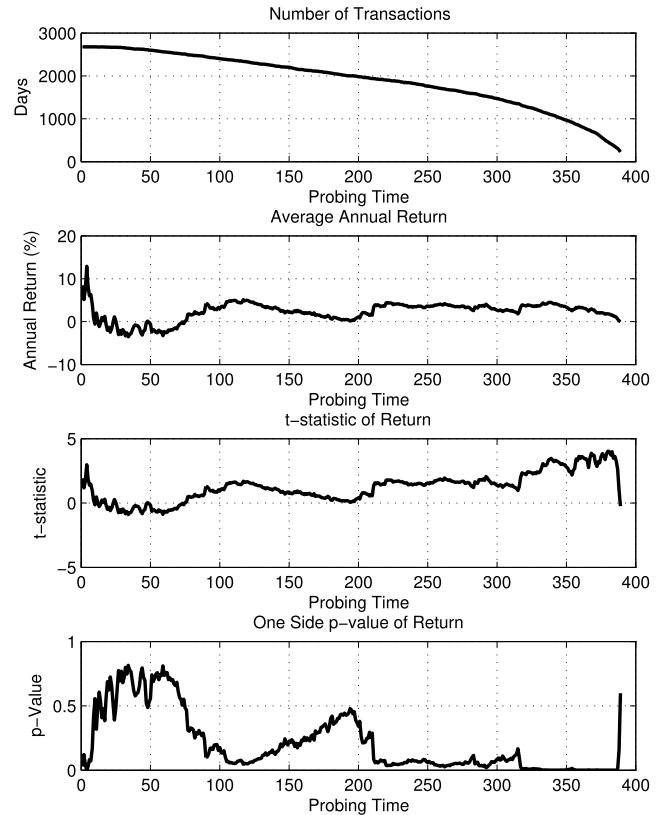 Number of Transactions
3000
2000
1000
0
Days
0 50 100 150 200 250 300 350 400
Probing Time
Average Annual Return
20
10
0
−10
Annual Return (%)
0 50 100 150 200 250 300 350 400
Probing Time
t−statistic of Return
5
0
−5
t−statistic
0 50 100 150 200 250 300 350 400
Probing Time
One Side p−value of Return
1
0.5
0
p−Value
0 50 100 150 200 250 300 350 400
Probing Time